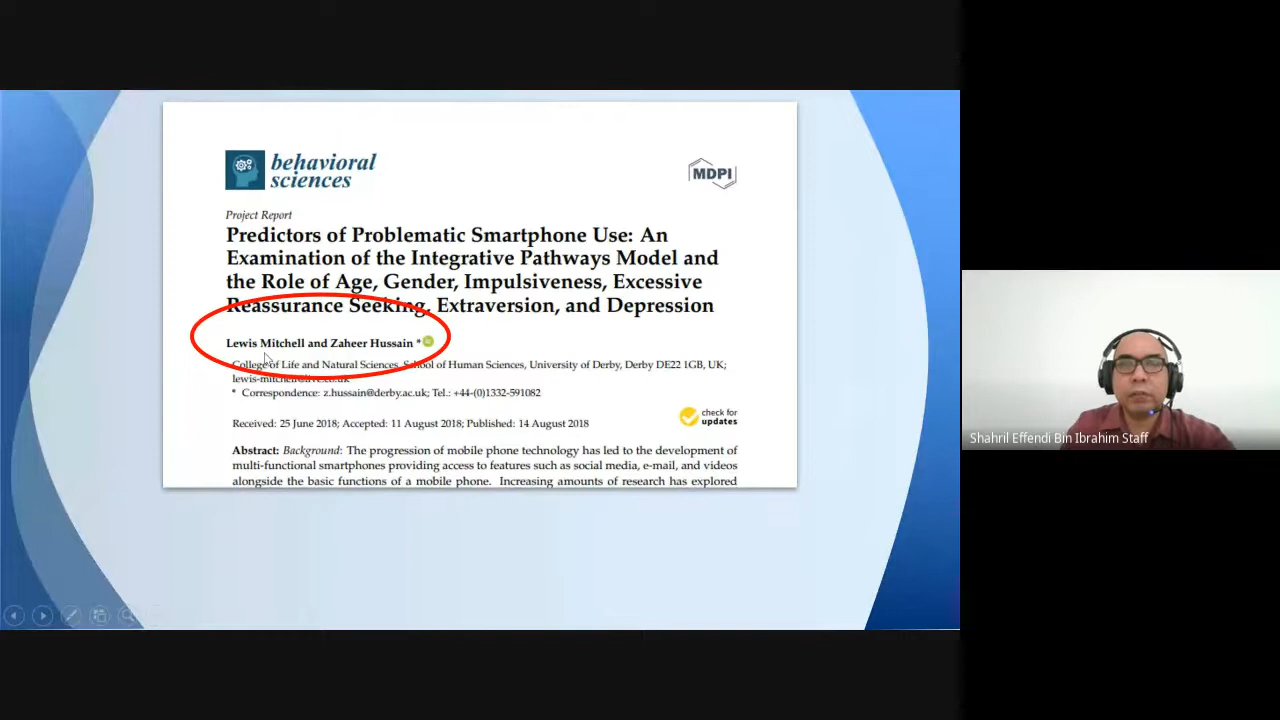 behavioral
sciences
MDPI
Project Report
Predictors of Problematic Smartphone Use: An
Examination of the Integrative Pathways Model and
the Role of Age, Gender, Impulsiveness, Excessive
Reassurance Seeking, Extraversion, and Depression
Lewis Mitchell and Zaheer Hussain *
College of Life and Natural Sciences, School of Human Sciences, University of Derby, Derby DE22 1GB, UK;
lewis-mitchell@live.co.uk
* Correspondence: z.hussain@derby.ac.uk; Tel.: +44-(0)1332-591082
Received: 25 June 2018; Accepted: 11 August 2018; Published: 14 August 2018
check for
updates
Abstract: Background: The progression of mobile phone technology has led to the development of
multi-functional smartphones providing access to features such as social media, e-mail, and videos
alongside the basic functions of a mobile phone. Increasing amounts of research has explored
Shahril Effendi Bin Ibrahim Staff